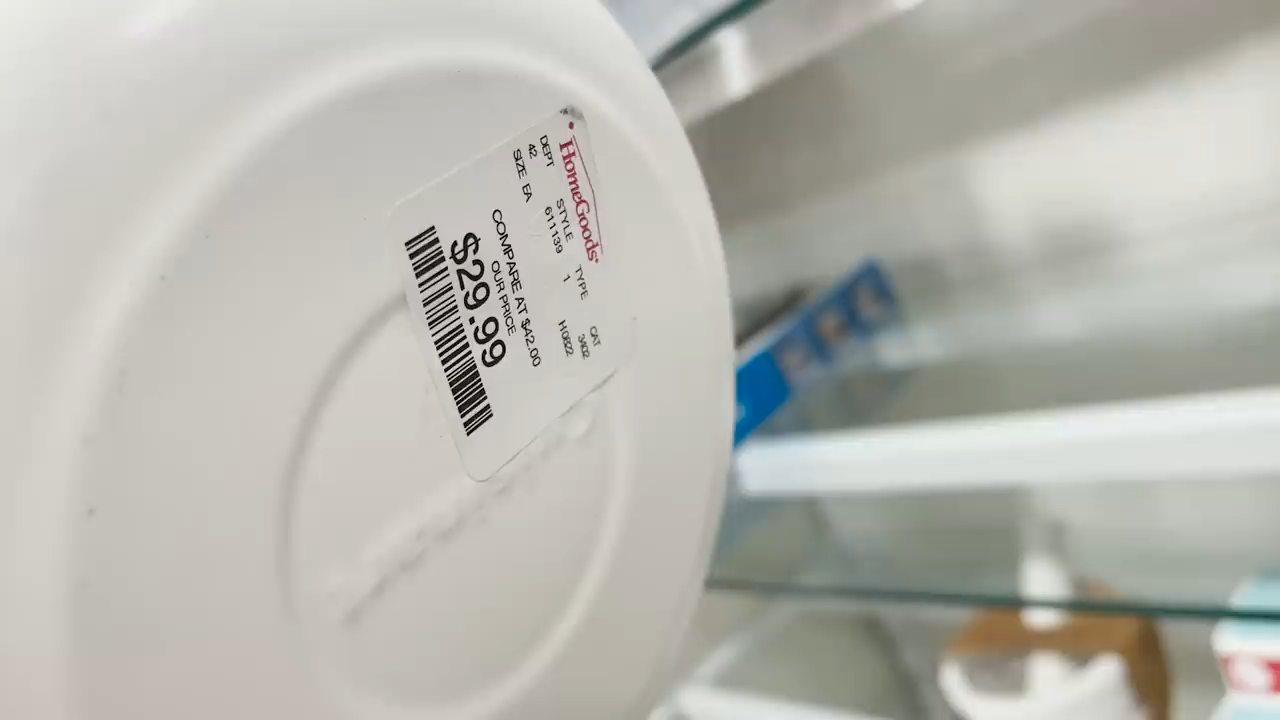 HomeGoods
DEPT STYLE TYPE CAT
42 611139 1 3402
SIZE EA H0822
COMPARE AT $42.00
OUR PRICE
$29.99